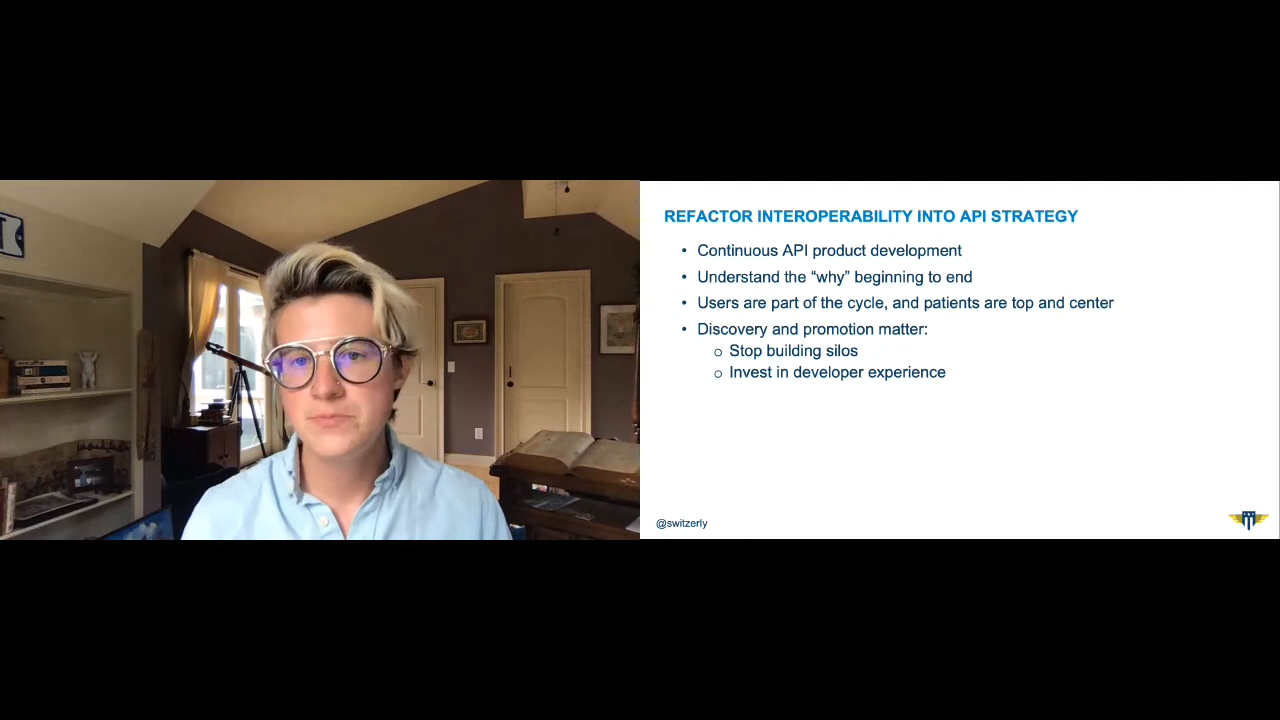 REFACTOR INTEROPERABILITY INTO API STRATEGY
• Continuous API product development
• Understand the “why” beginning to end
• Users are part of the cycle, and patients are top and center
• Discovery and promotion matter:
o Stop building silos
o Invest in developer experience
@switzerly